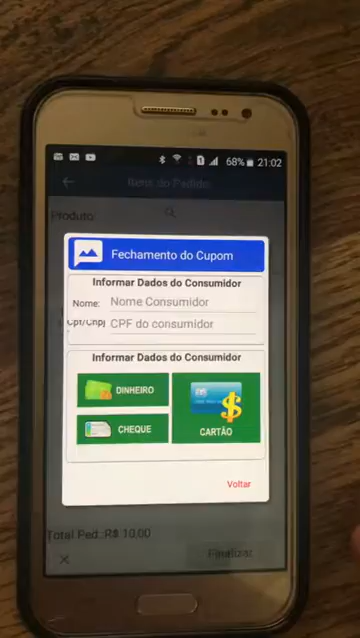 68% 21:02
Itens do Pedido
Produto
Fechamento do Cupom
Informar Dados do Consumidor
Nome: Nome Consumidor
Cpf/Cnpj CPF do consumidor
Informar Dados do Consumidor
DINHEIRO
CHEQUE
CARTÃO
Voltar
Total Ped.:R$ 10,00
Finalizar